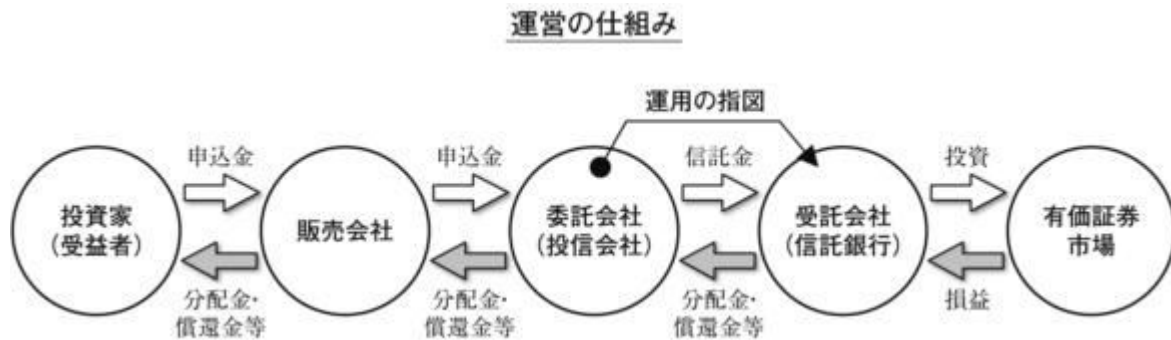 運営の仕組み
運用の指図
申込金
申込金
信託金
投資
投資家
(受益者)
販売会社
委託会社
(投信会社)
受託会社
(信託銀行)
有価証券
市場
分配金・
償還金等
分配金・
償還金等
分配金・
償還金等
損益